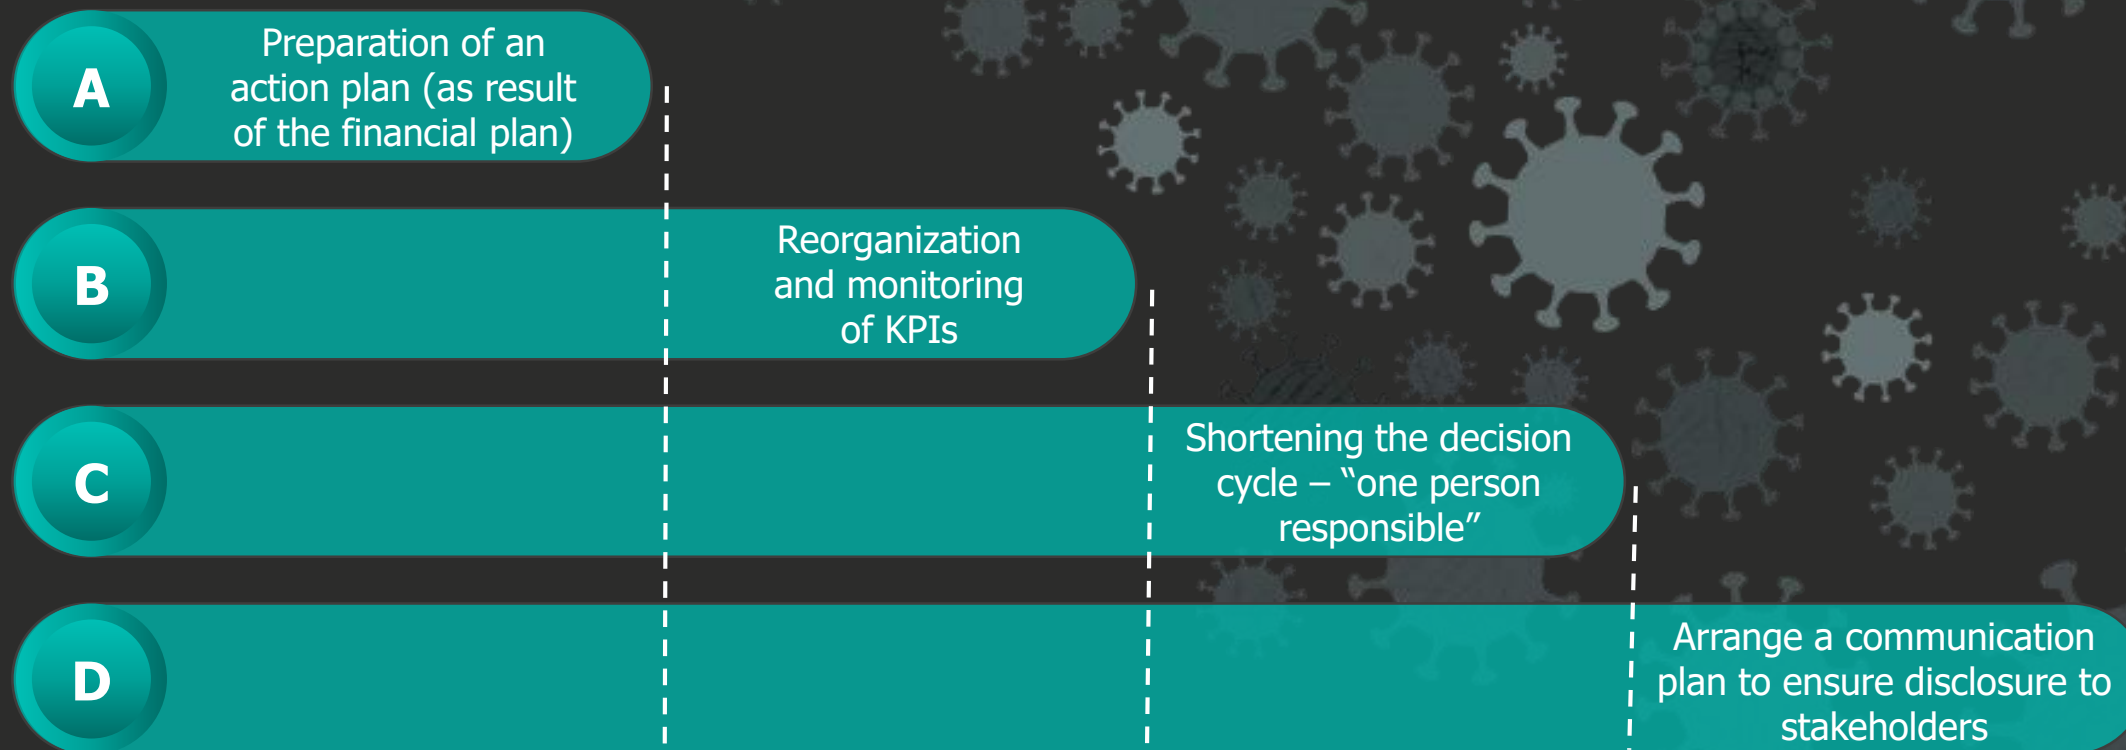 A
Preparation of an
action plan (as result
of the financial plan)
B
Reorganization
and monitoring
of KPIs
C
Shortening the decision
cycle – “one person
responsible”
D
Arrange a communication
plan to ensure disclosure to
stakeholders